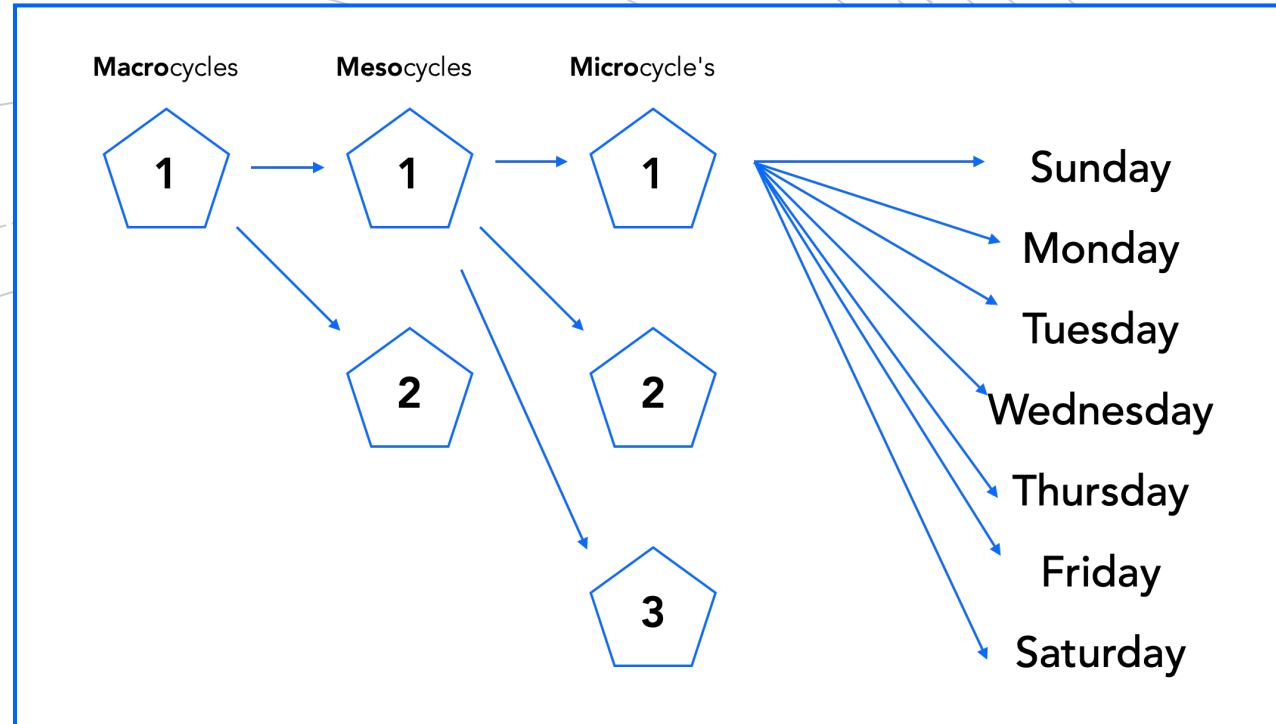 Macrocycles Mesocycles Microcycle's
1 1 1
Sunday
Monday
Tuesday
2 2
Wednesday
Thursday
Friday
3
Saturday